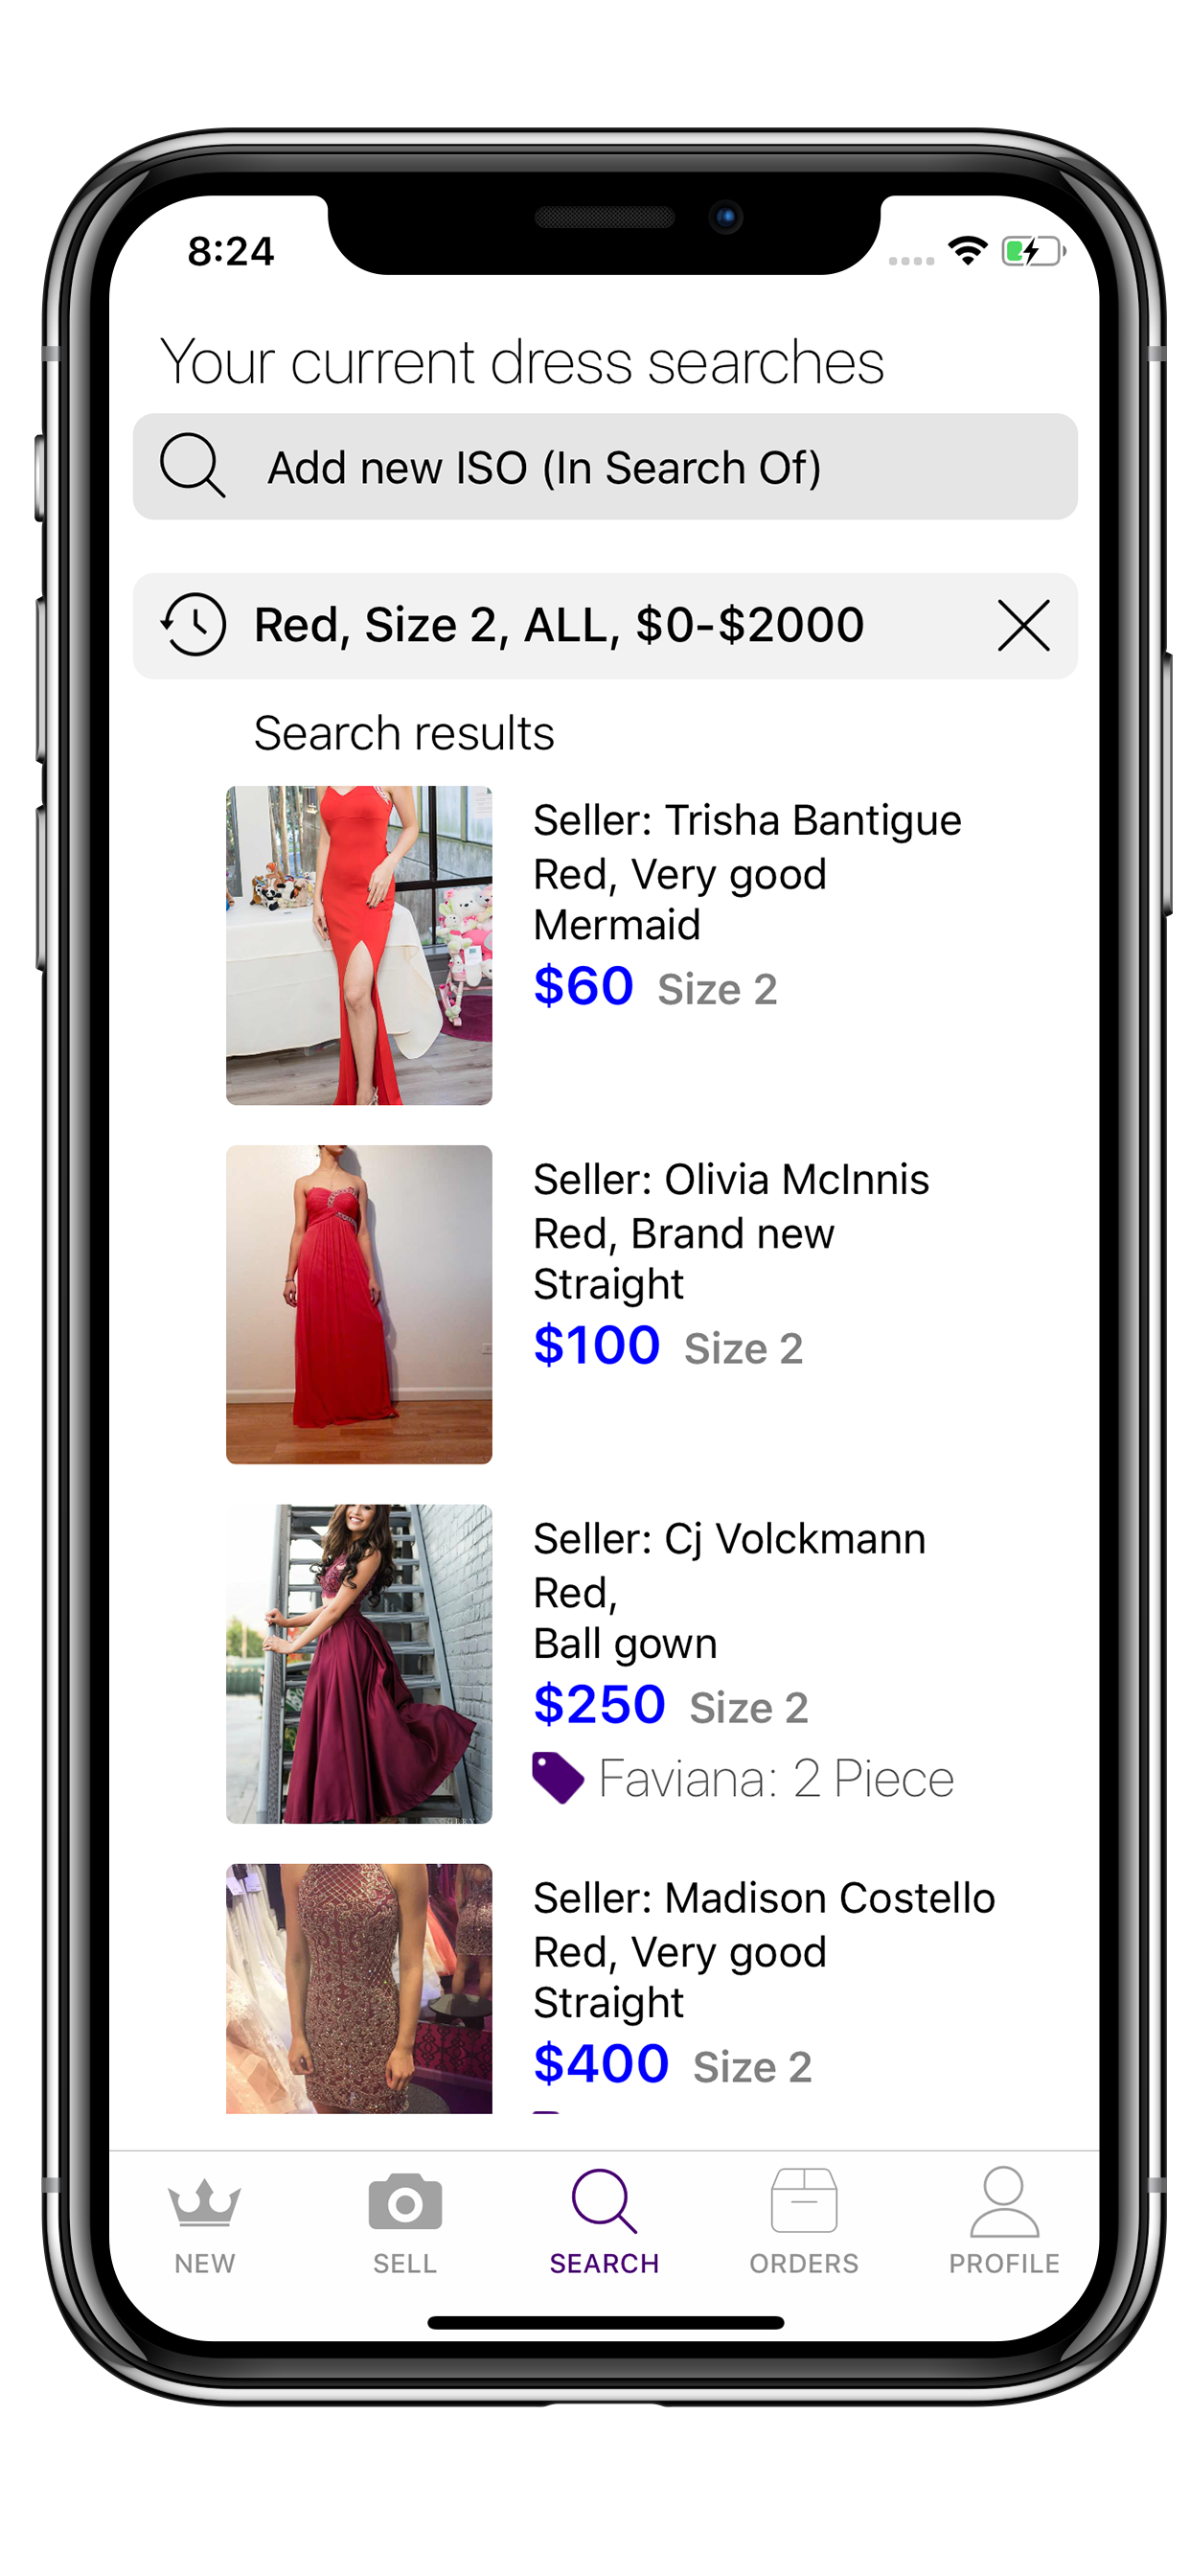 8:24
Your current dress searches
Add new ISO (In Search Of)
Red, Size 2, ALL, $0-$2000
Search results
Seller: Trisha Bantigue
Red, Very good
Mermaid
$60 Size 2
Seller: Olivia McInnis
Red, Brand new
Straight
$100 Size 2
Seller: Cj Volckmann
Red,
Ball gown
$250 Size 2
Faviana: 2 Piece
Seller: Madison Costello
Red, Very good
Straight
$400 Size 2
NEW
SELL
SEARCH
ORDERS
PROFILE